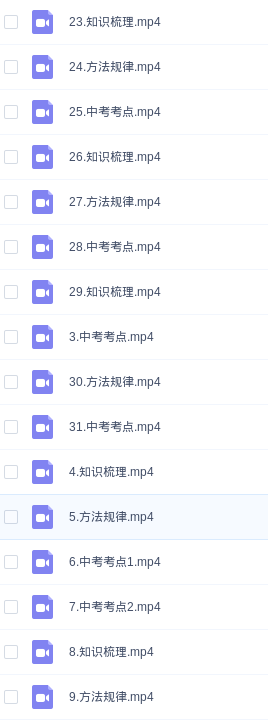 23.知识梳理.mp4
24.方法规律.mp4
25.中考考点.mp4
26.知识梳理.mp4
27.方法规律.mp4
28.中考考点.mp4
29.知识梳理.mp4
3.中考考点.mp4
30.方法规律.mp4
31.中考考点.mp4
4.知识梳理.mp4
5.方法规律.mp4
6.中考考点1.mp4
7.中考考点2.mp4
8.知识梳理.mp4
9.方法规律.mp4